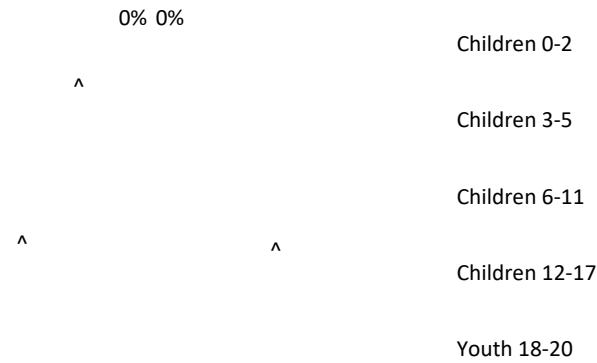 0% 0%
Children 0-2
^
Children 3-5
Children 6-11
^
^
Children 12-17
Youth 18-20